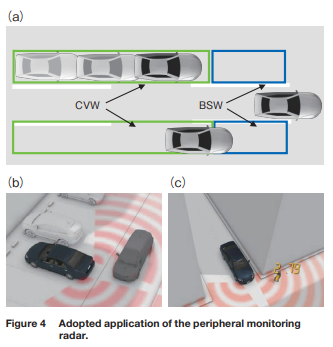 (a)
CVW
BSW
(b)
(c)
Figure 4 Adopted application of the peripheral monitoring
radar.